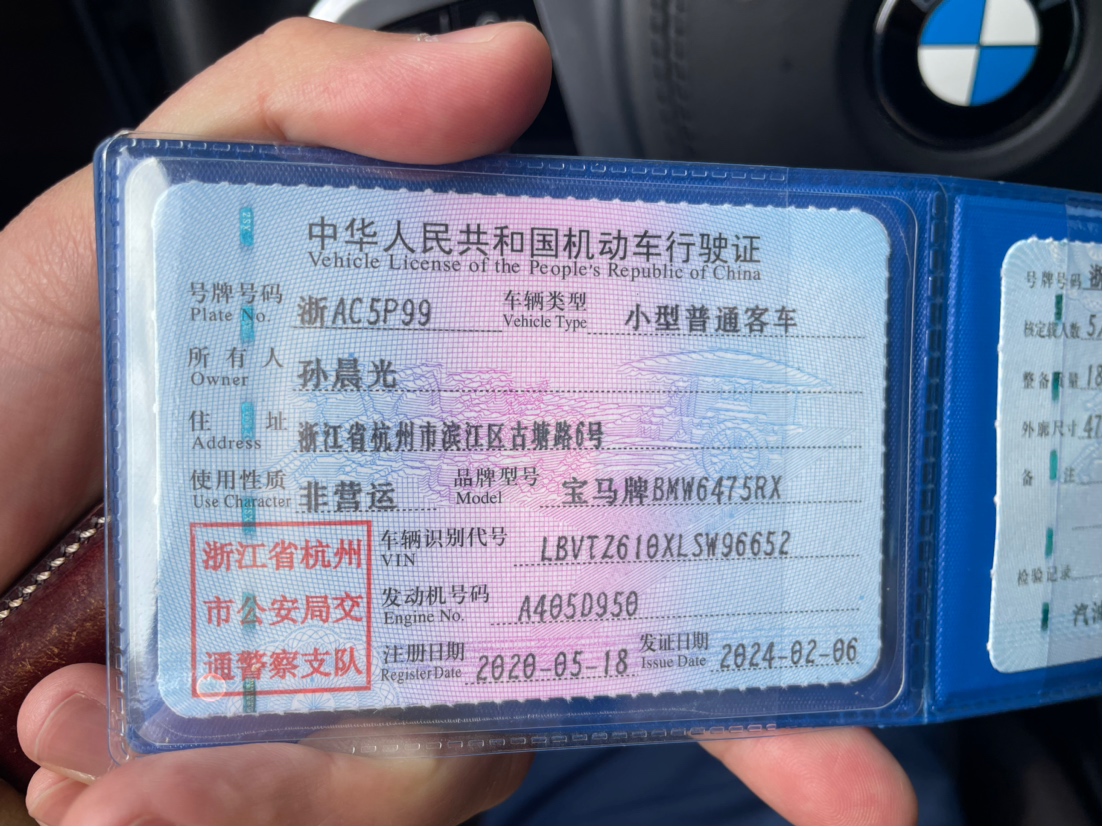 中华人民共和国机动车行驶证
Vehicle License of the People's Republic of China
号牌号码 浙AC5P99 车辆类型 小型普通客车
Plate No. Vehicle Type
所有人 孙晨光
Owner
住址 浙江省杭州市滨江区古塘路6号
Address
使用性质 非营运 品牌型号 宝马牌BMW6475RX
Use Character Model
浙江省杭州
市公安局交
通警察支队
车辆识别代号 LBVTZ610XLSW96652
VIN
发动机号码 A405D950
Engine No.
注册日期 2020-05-18 发证日期 2024-02-06
Register Date Issue Date
号牌号码 浙
核定载人数 5
整备质量 18
外廓尺寸 47
备注
检验记录
汽油